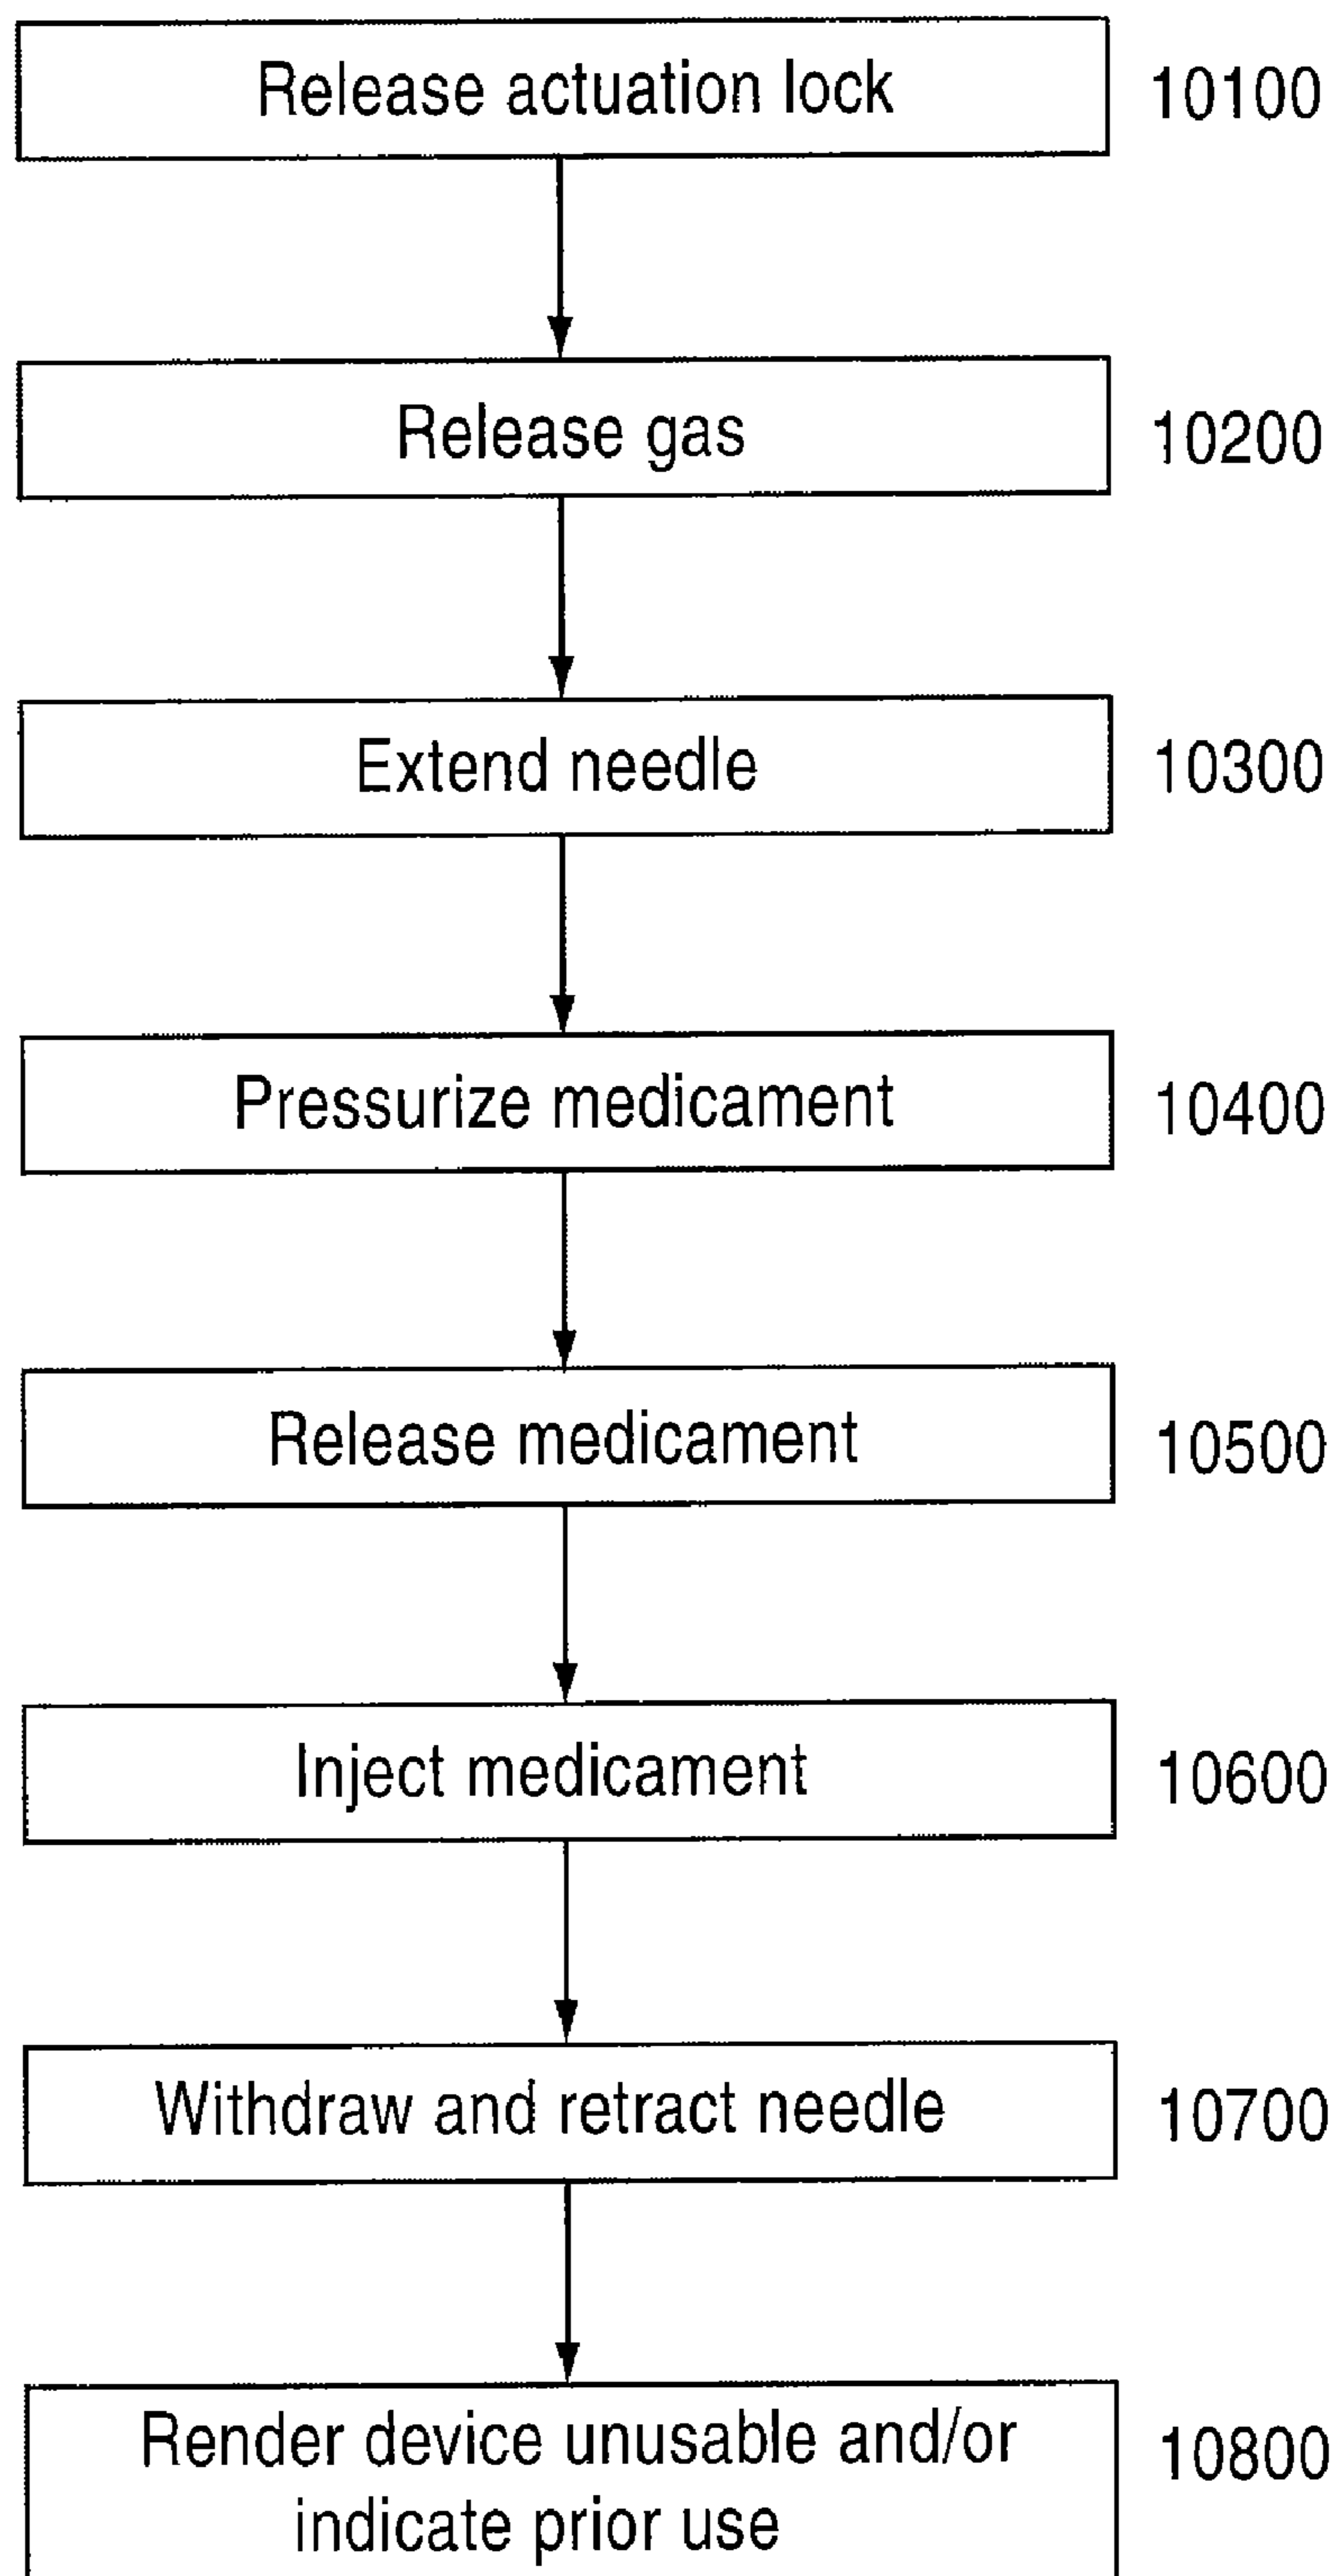 Release actuation lock 10100
Release gas 10200
Extend needle 10300
Pressurize medicament 10400
Release medicament 10500
Inject medicament 10600
Withdraw and retract needle 10700
Render device unusable and/or 10800
indicate prior use